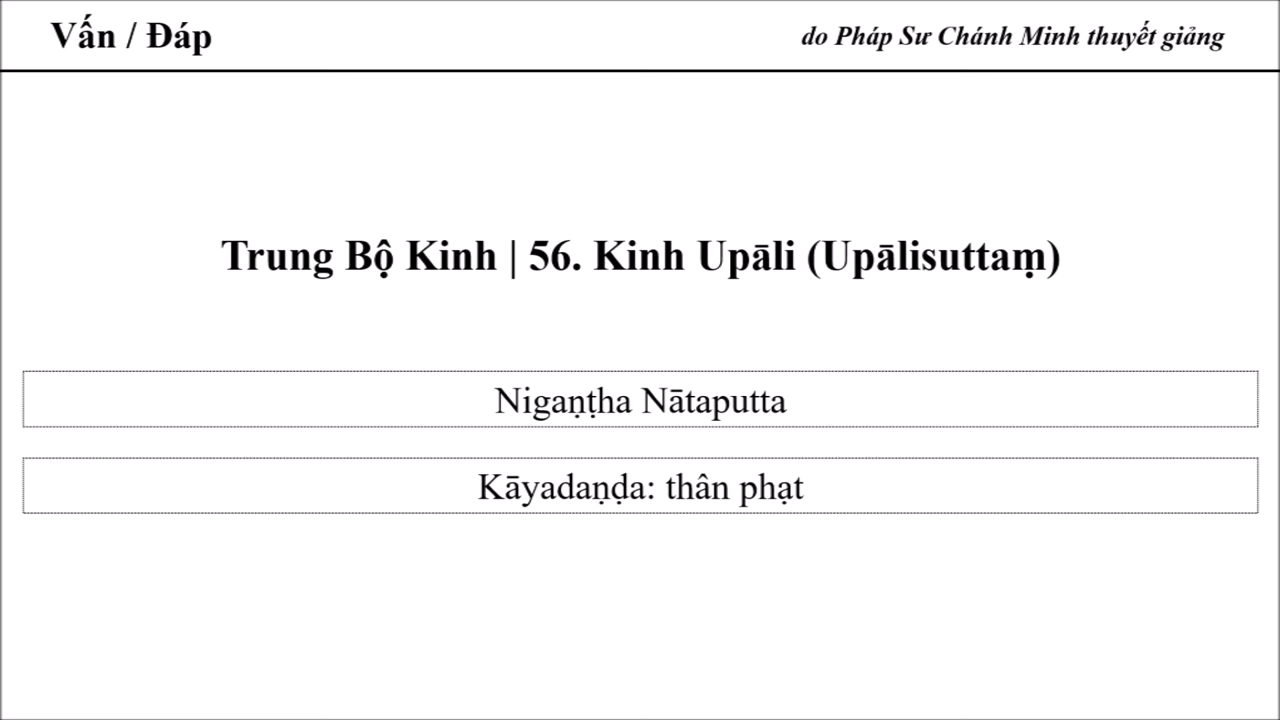 Vấn / Đáp
do Pháp Sư Chánh Minh thuyết giảng
Trung Bộ Kinh | 56. Kinh Upāli (Upālisuttaṃ)
Nigaṇṭha Nātaputta
Kāyadaṇḍa: thân phạt